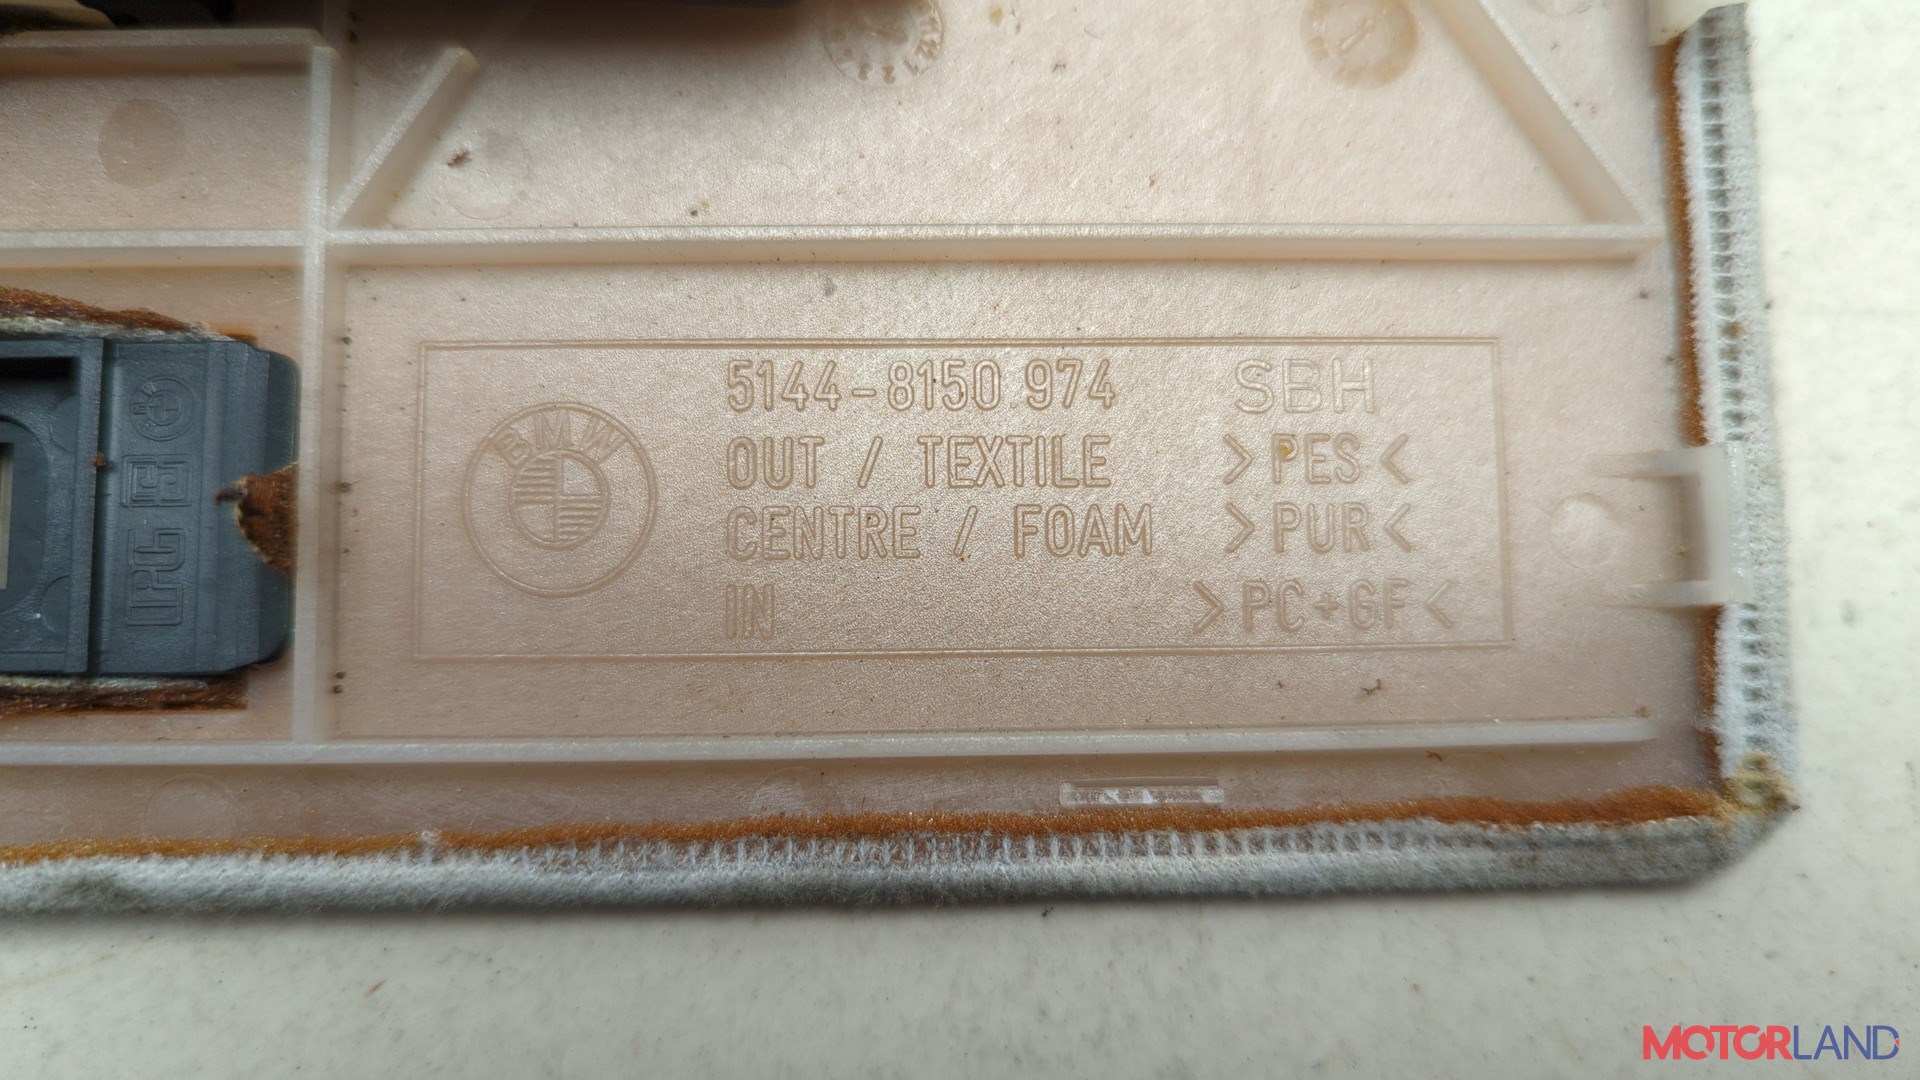 5144-8150 974 SBH
BMW
OUT / TEXTILE >PES<
CENTRE / FOAM >PUR<
IN >PC+GF<
MOTORLAND